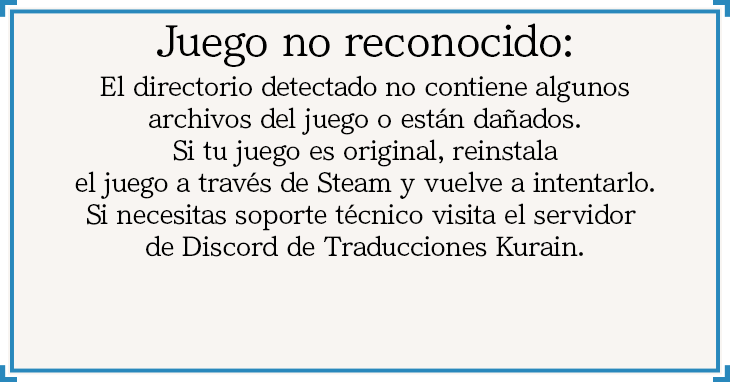 Juego no reconocido:
El directorio detectado no contiene algunos
archivos del juego o están dañados.
Si tu juego es original, reinstala
el juego a través de Steam y vuelve a intentarlo.
Si necesitas soporte técnico visita el servidor
de Discord de Traducciones Kurain.